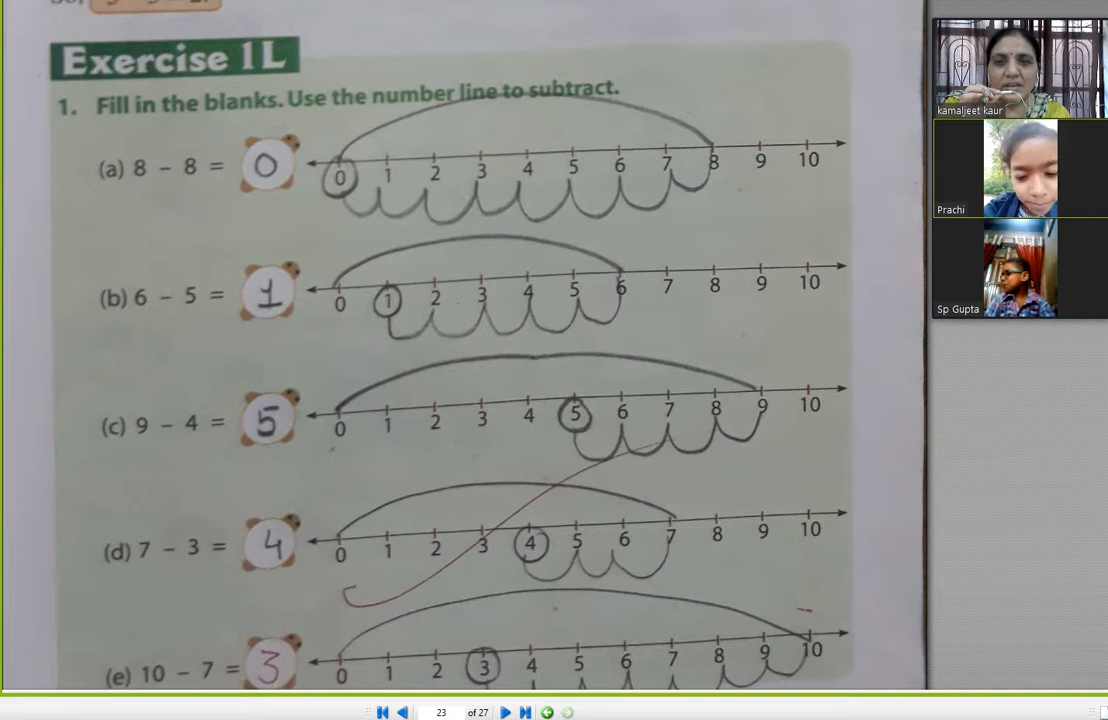 Exercise 1L
1. Fill in the blanks. Use the number line to subtract.
(a) 8 - 8 = 0
0 1 2 3 4 5 6 7 8 9 10
(b) 6 - 5 = 1
0 1 2 3 4 5 6 7 8 9 10
(c) 9 - 4 = 5
0 1 2 3 4 5 6 7 8 9 10
(d) 7 - 3 = 4
0 1 2 3 4 5 6 7 8 9 10
(e) 10 - 7 = 3
0 1 2 3 4 5 6 7 8 9 10
kamaljeet kaur
Prachi
Sp Gupta
23 of 27